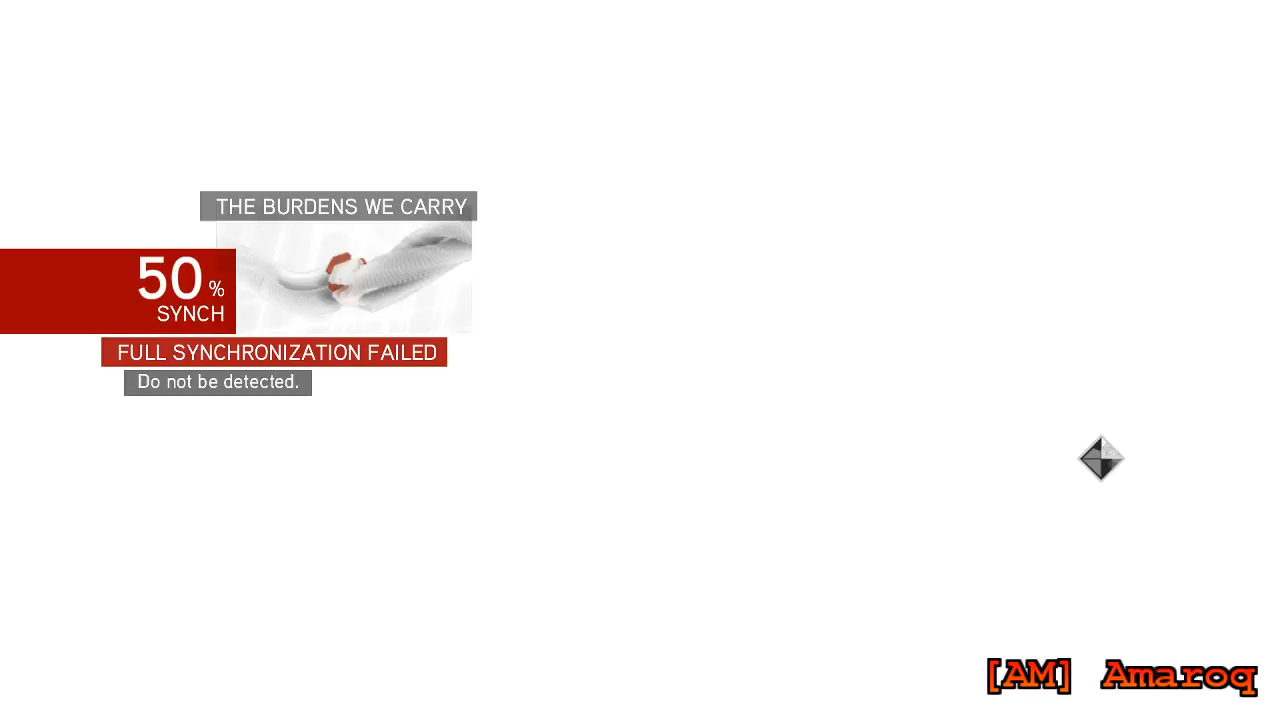 THE BURDENS WE CARRY
50 %
SYNCH
FULL SYNCHRONIZATION FAILED
Do not be detected.
[AM] Amaroq